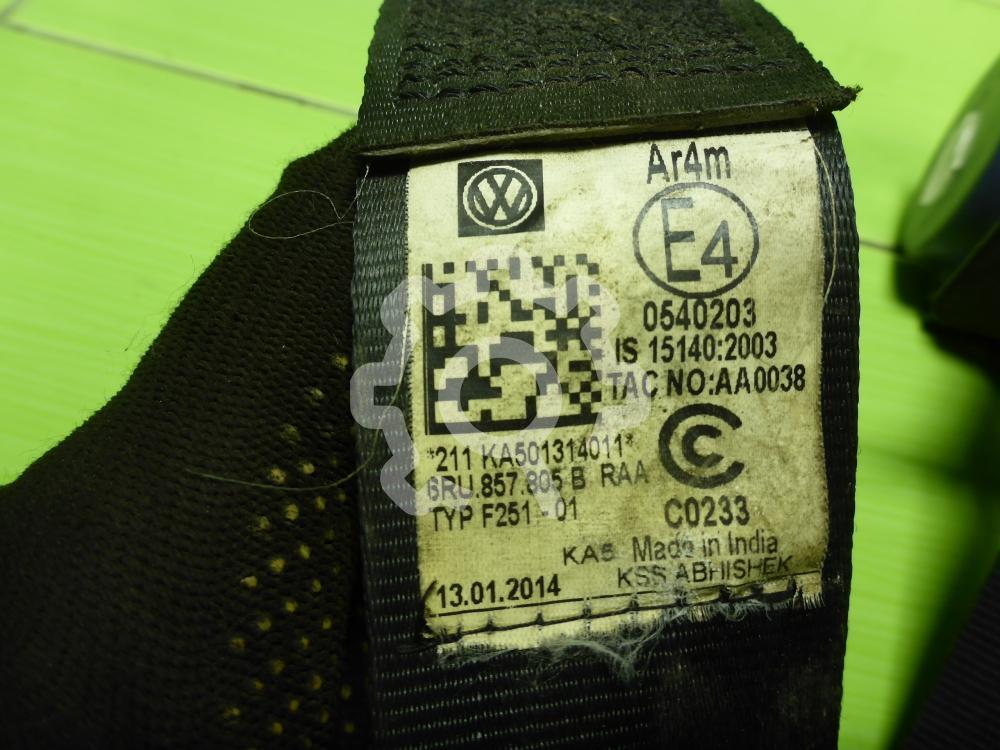 Ar4m
E4
0540203
IS 15140:2003
TAC NO:AA0038
*211 KA501314011*
6RU.857.805 B RAA
TYP F251 - 01
C0233
KA5 Made in India
KSS ABHISHEK
13.01.2014